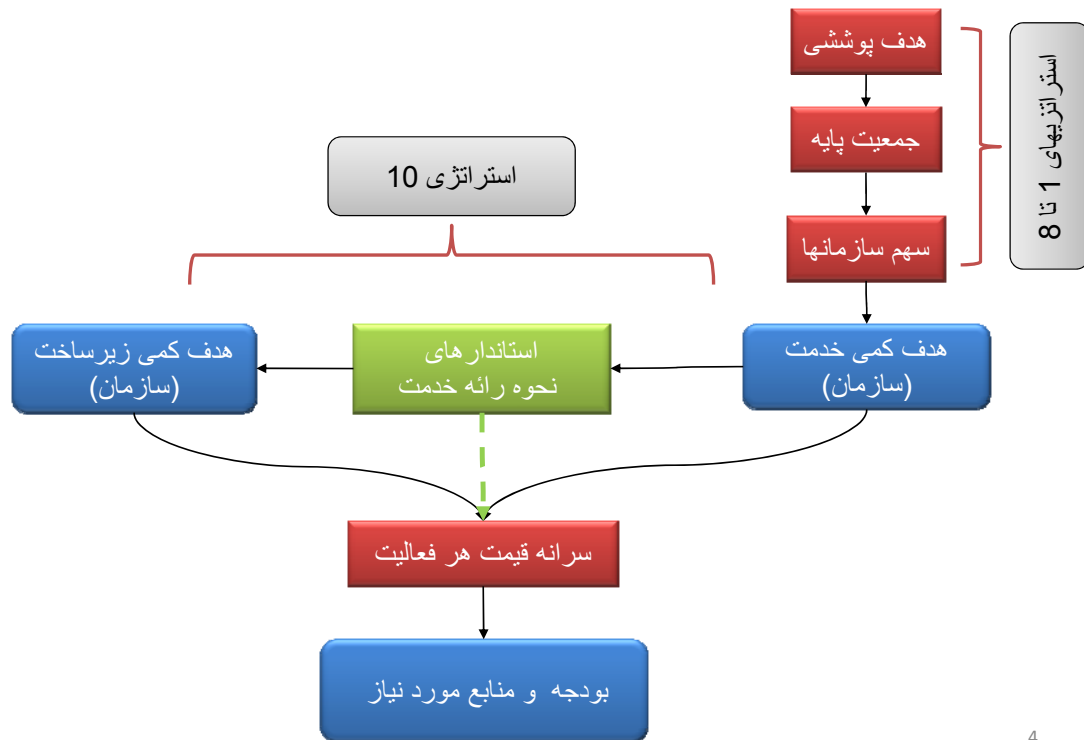 هدف پوششی
جمعیت پایه
سهم سازمانها
استراتژیهای 1 تا 8
استراتژی 10
هدف کمی خدمت
(سازمان)
استاندارهای
نحوه رائه خدمت
هدف کمی زیرساخت
(سازمان)
سرانه قیمت هر فعالیت
بودجه و منابع مورد نیاز
4